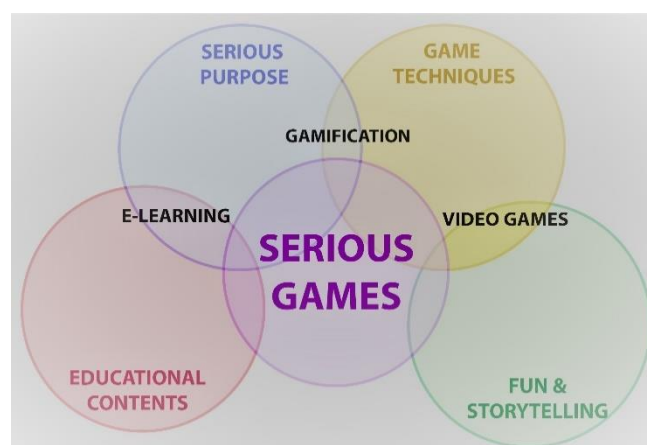 SERIOUS
PURPOSE
GAME
TECHNIQUES
GAMIFICATION
E-LEARNING
VIDEO GAMES
SERIOUS
GAMES
EDUCATIONAL
CONTENTS
FUN &
STORYTELLING